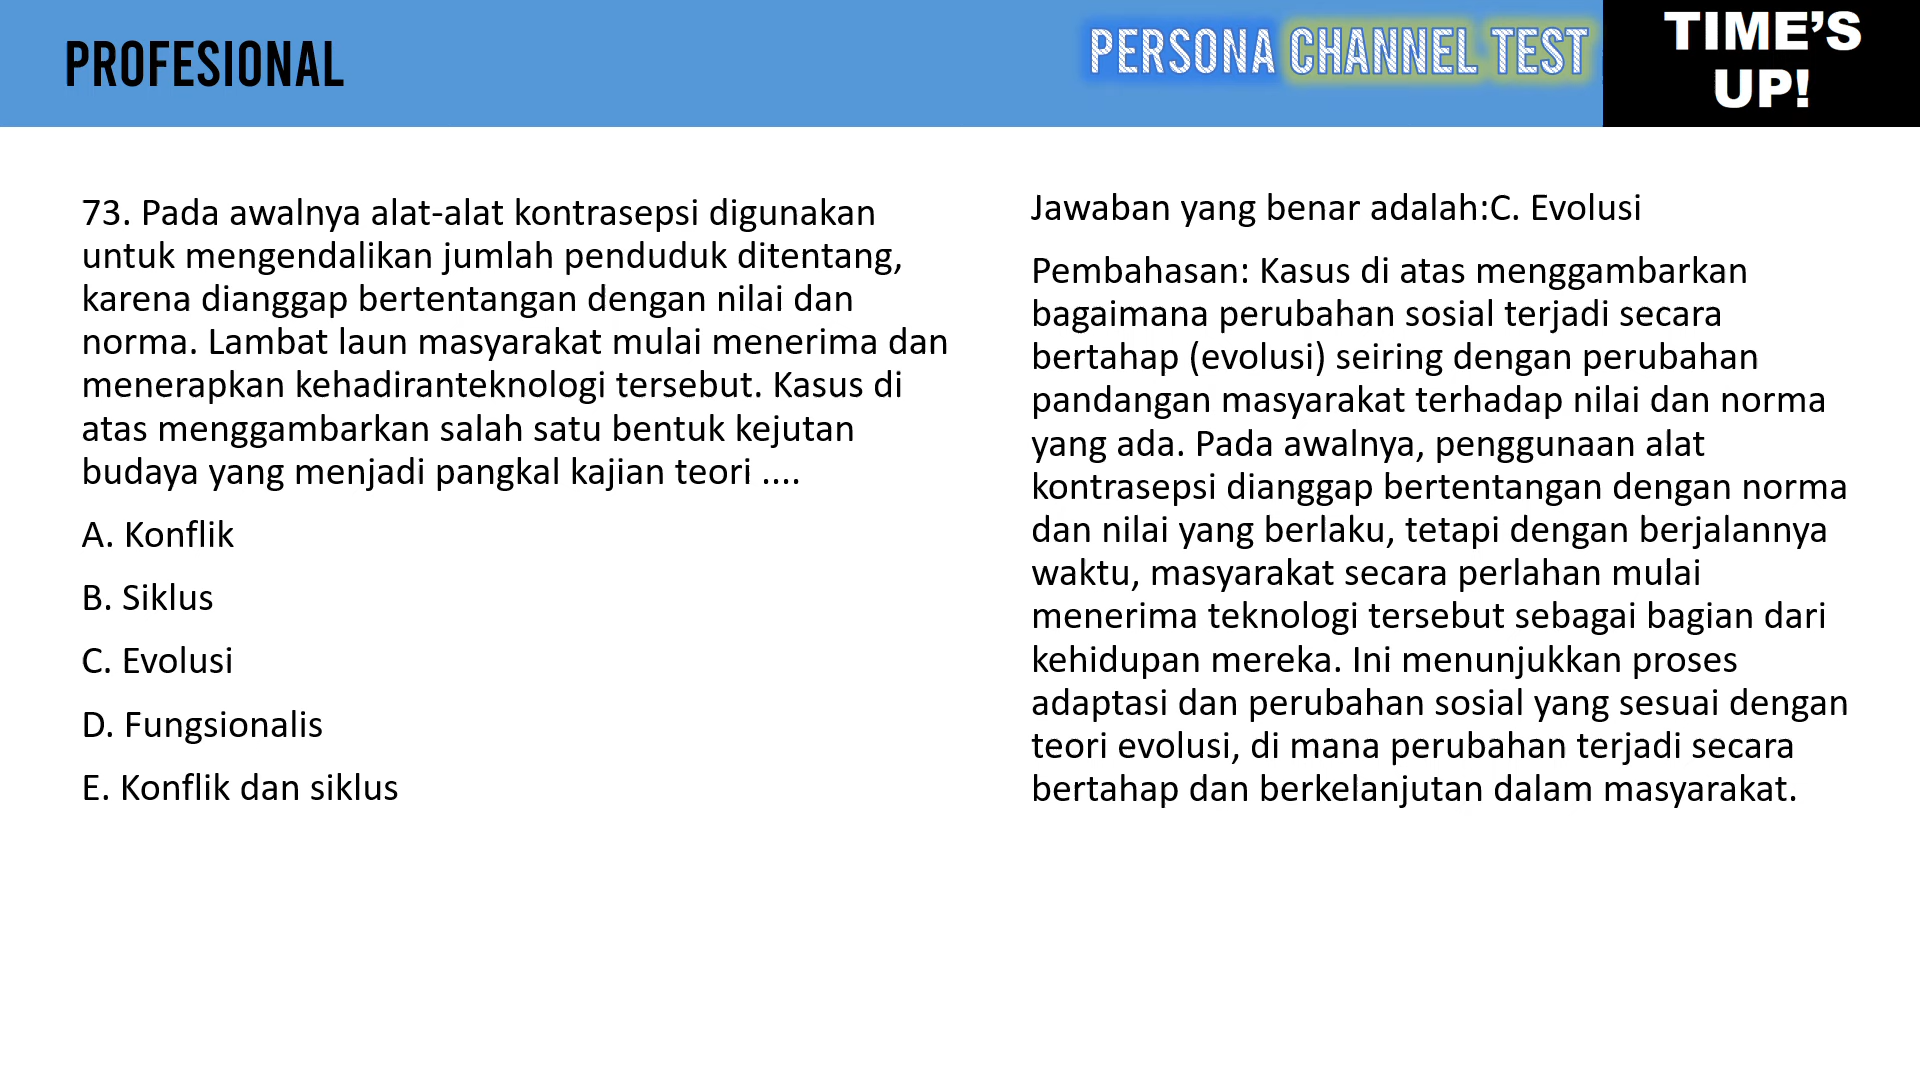 PROFESIONAL
PERSONA CHANNEL TEST
TIME'S
UP!
73. Pada awalnya alat-alat kontrasepsi digunakan
untuk mengendalikan jumlah penduduk ditentang,
karena dianggap bertentangan dengan nilai dan
norma. Lambat laun masyarakat mulai menerima dan
menerapkan kehadiranteknologi tersebut. Kasus di
atas menggambarkan salah satu bentuk kejutan
budaya yang menjadi pangkal kajian teori ....
A. Konflik
B. Siklus
C. Evolusi
D. Fungsionalis
E. Konflik dan siklus
Jawaban yang benar adalah:C. Evolusi
Pembahasan: Kasus di atas menggambarkan
bagaimana perubahan sosial terjadi secara
bertahap (evolusi) seiring dengan perubahan
pandangan masyarakat terhadap nilai dan norma
yang ada. Pada awalnya, penggunaan alat
kontrasepsi dianggap bertentangan dengan norma
dan nilai yang berlaku, tetapi dengan berjalannya
waktu, masyarakat secara perlahan mulai
menerima teknologi tersebut sebagai bagian dari
kehidupan mereka. Ini menunjukkan proses
adaptasi dan perubahan sosial yang sesuai dengan
teori evolusi, di mana perubahan terjadi secara
bertahap dan berkelanjutan dalam masyarakat.